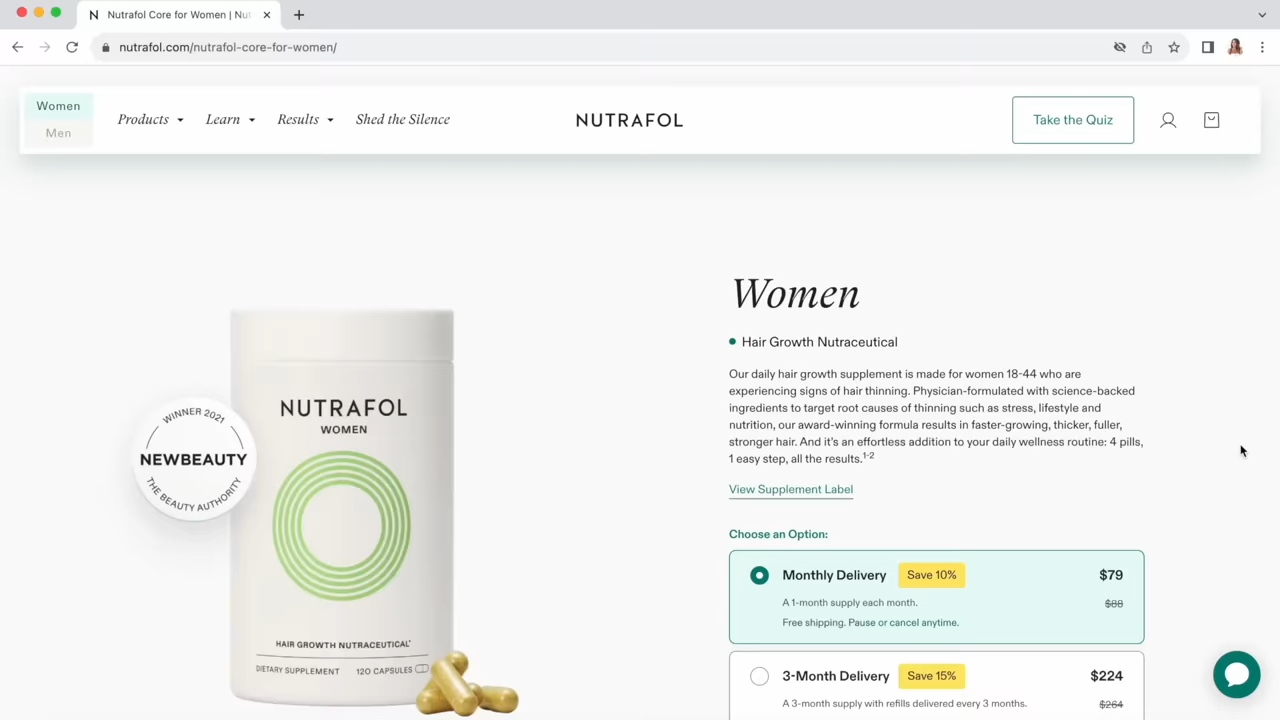 Nutrafol Core for Women | Nut
nutrafol.com/nutrafol-core-for-women/
Women
Men
Products
Learn
Results
Shed the Silence
NUTRAFOL
Take the Quiz
Women
Hair Growth Nutraceutical
Our daily hair growth supplement is made for women 18-44 who are
experiencing signs of hair thinning. Physician-formulated with science-backed
ingredients to target root causes of thinning such as stress, lifestyle and
nutrition, our award-winning formula results in faster-growing, thicker, fuller,
stronger hair. And it's an effortless addition to your daily wellness routine: 4 pills,
1 easy step, all the results.1-2
View Supplement Label
Choose an Option:
Monthly Delivery Save 10% $79
A 1-month supply each month. $88
Free shipping. Pause or cancel anytime.
3-Month Delivery Save 15% $224
A 3-month supply with refills delivered every 3 months. $264
WINNER 2021
NEWBEAUTY
THE BEAUTY AUTHORITY
NUTRAFOL
WOMEN
HAIR GROWTH NUTRACEUTICAL*
DIETARY SUPPLEMENT 120 CAPSULES